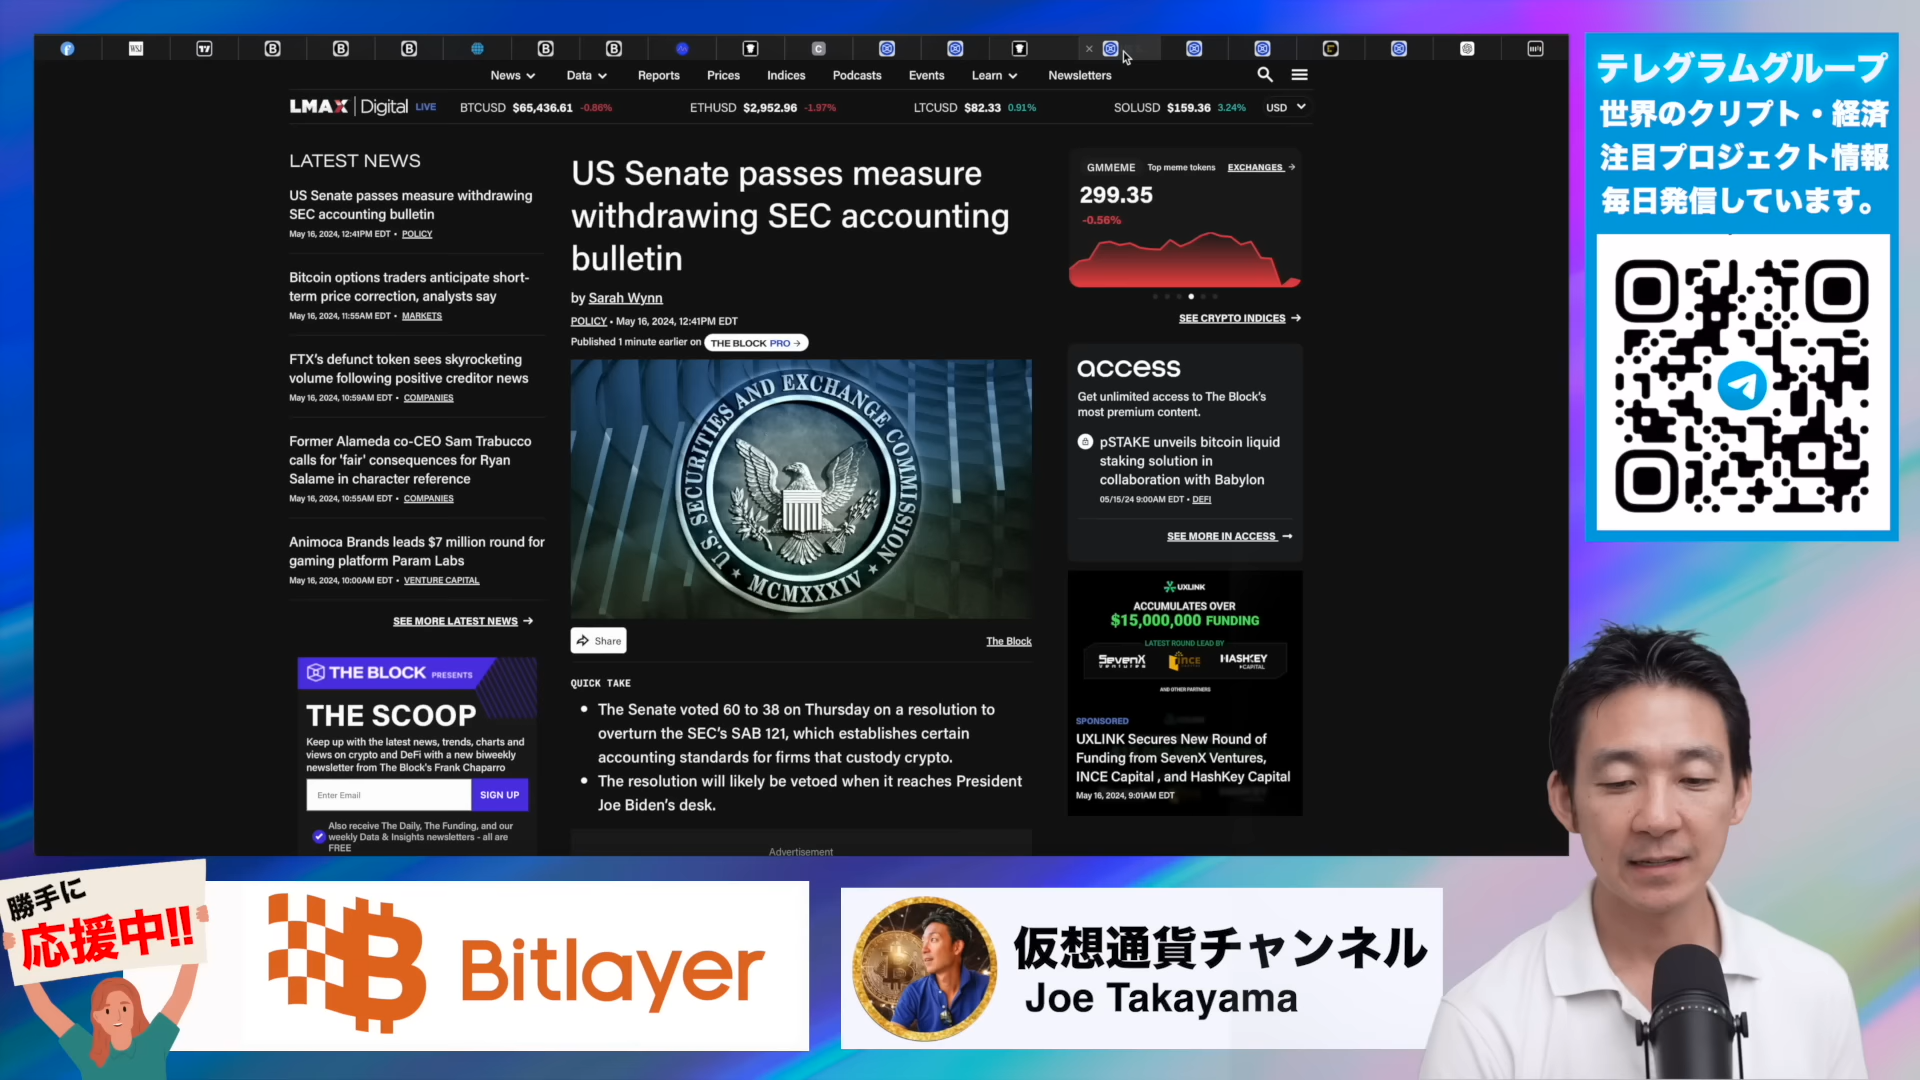 News
Data
Reports
Prices
Indices
Podcasts
Events
Learn
Newsletters
LMAX Digital LIVE
BTCUSD $65,436.61 -0.86%
ETHUSD $2,952.96 -1.97%
LTCUSD $82.33 0.91%
SOLUSD $159.36 3.24%
USD
LATEST NEWS
US Senate passes measure withdrawing
SEC accounting bulletin
May 16, 2024, 12:41PM EDT • POLICY
Bitcoin options traders anticipate short-
term price correction, analysts say
May 16, 2024, 11:55AM EDT • MARKETS
FTX’s defunct token sees skyrocketing
volume following positive creditor news
May 16, 2024, 10:59AM EDT • COMPANIES
Former Alameda co-CEO Sam Trabucco
calls for 'fair' consequences for Ryan
Salame in character reference
May 16, 2024, 10:55AM EDT • COMPANIES
Animoca Brands leads $7 million round for
gaming platform Param Labs
May 16, 2024, 10:00AM EDT • VENTURE CAPITAL
SEE MORE LATEST NEWS →
THE BLOCK PRESENTS
THE SCOOP
Keep up with the latest news, trends, charts and
views on crypto and DeFi with a new biweekly
newsletter from The Block's Frank Chaparro
Enter Email
SIGN UP
Also receive The Daily, The Funding, and our
weekly Data & Insights newsletters - all are
FREE
US Senate passes measure
withdrawing SEC accounting
bulletin
by Sarah Wynn
POLICY • May 16, 2024, 12:41PM EDT
Published 1 minute earlier on THE BLOCK PRO →
U.S. SECURITIES AND EXCHANGE COMMISSION
MCMXXXIV
Share
The Block
QUICK TAKE
• The Senate voted 60 to 38 on Thursday on a resolution to
overturn the SEC’s SAB 121, which establishes certain
accounting standards for firms that custody crypto.
• The resolution will likely be vetoed when it reaches President
Joe Biden’s desk.
Advertisement
GMMEME Top meme tokens EXCHANGES →
299.35
-0.56%
SEE CRYPTO INDICES →
access
Get unlimited access to The Block's
most premium content.
pSTAKE unveils bitcoin liquid
staking solution in
collaboration with Babylon
05/15/24 9:00AM EDT • DEFI
SEE MORE IN ACCESS →
UXLINK
ACCUMULATES OVER
$15,000,000 FUNDING
LATEST ROUND LEAD BY
SevenX VENTURES
INCE CAPITAL
HASHKEY CAPITAL
AND OTHER PARTNERS
SPONSORED
UXLINK Secures New Round of
Funding from SevenX Ventures,
INCE Capital , and HashKey Capital
May 16, 2024, 9:01AM EDT
テレグラムグループ
世界のクリプト・経済
注目プロジェクト情報
毎日発信しています。
勝手に
応援中!!
Bitlayer
仮想通貨チャンネル
Joe Takayama